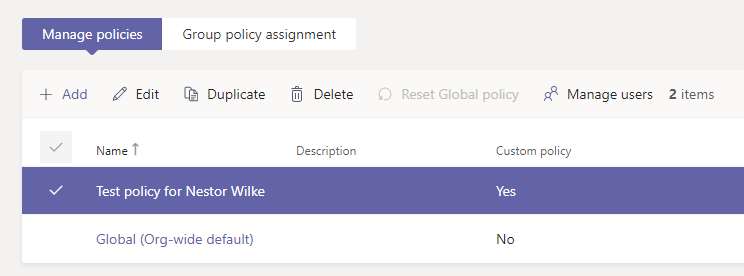 Manage policies Group policy assignment
Add Edit Duplicate Delete Reset Global policy Manage users 2 items
Name Description Custom policy
Test policy for Nestor Wilke Yes
Global (Org-wide default) No